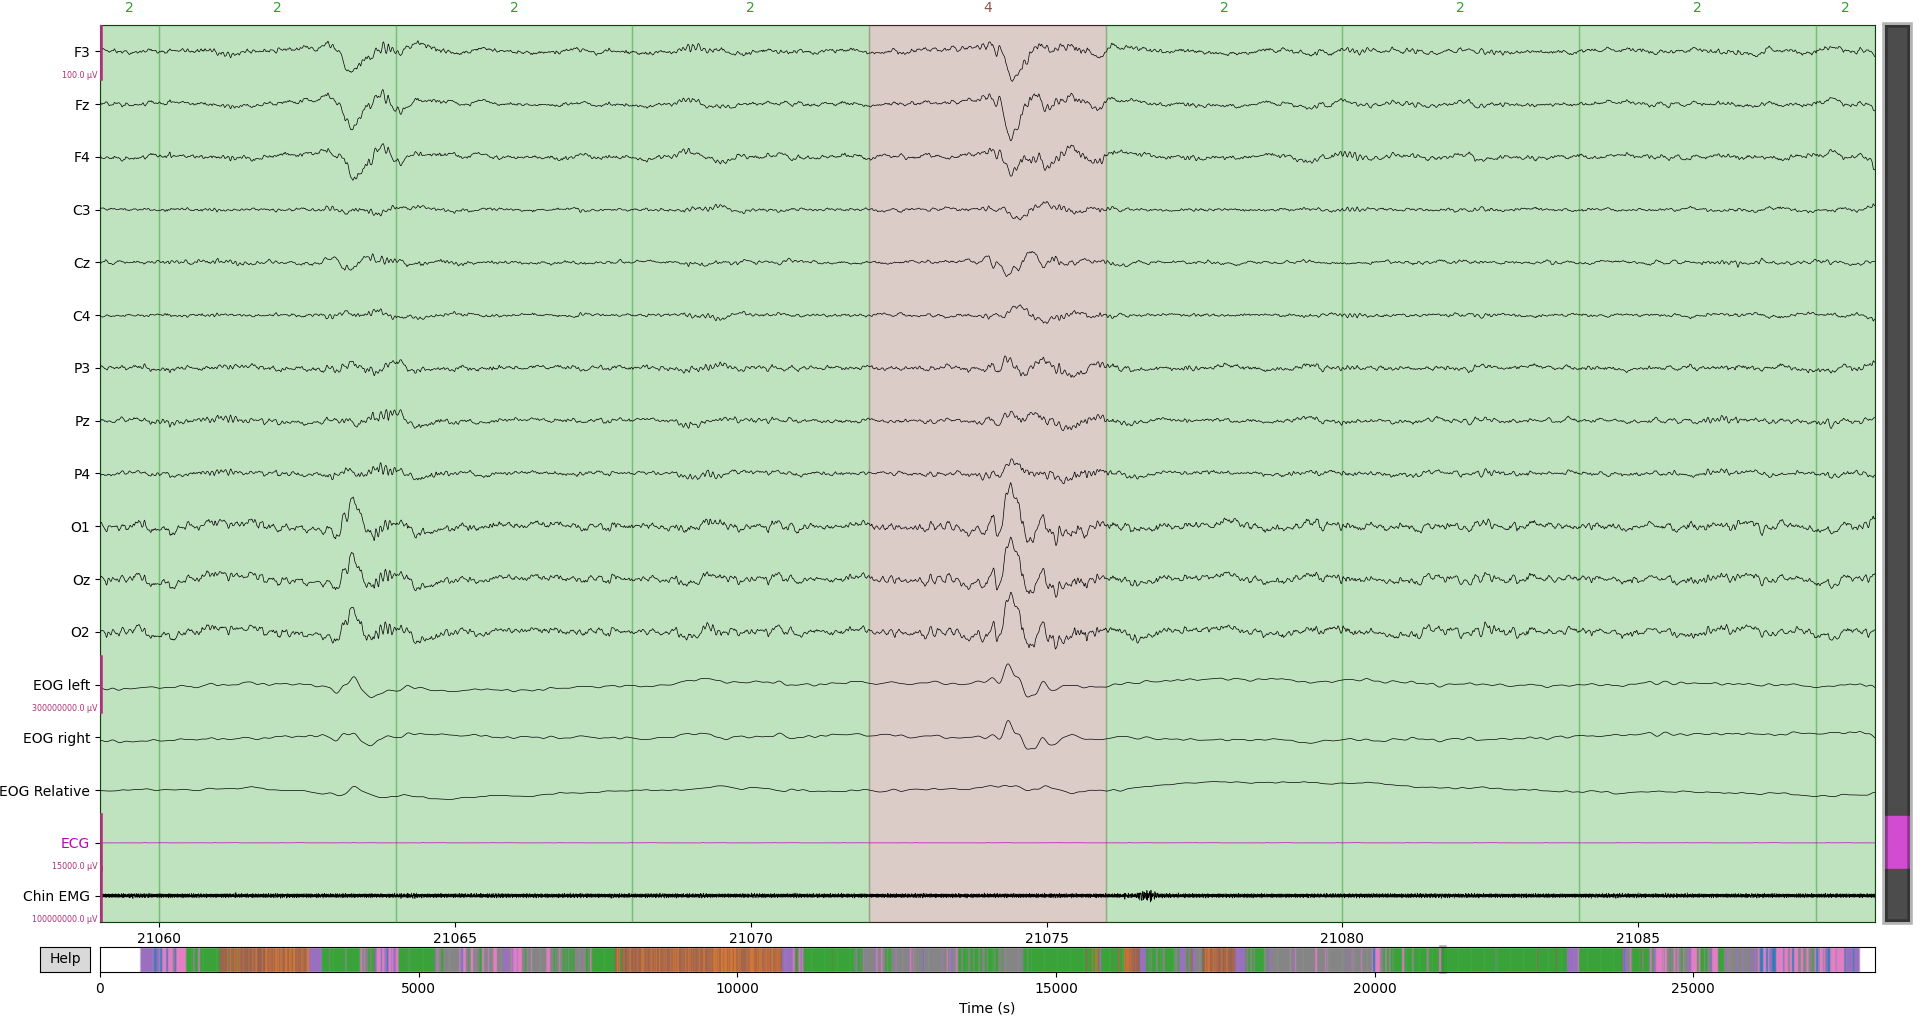 2 2 2 2 4 2 2 2 2
F3
100.0 µV
Fz
F4
C3
Cz
C4
P3
Pz
P4
O1
Oz
O2
EOG left
300000000.0 µV
EOG right
EOG Relative
ECG
15000.0 µV
Chin EMG
100000000.0 µV
21060 21065 21070 21075 21080 21085
Help
0 5000 10000 15000 20000 25000
Time (s)